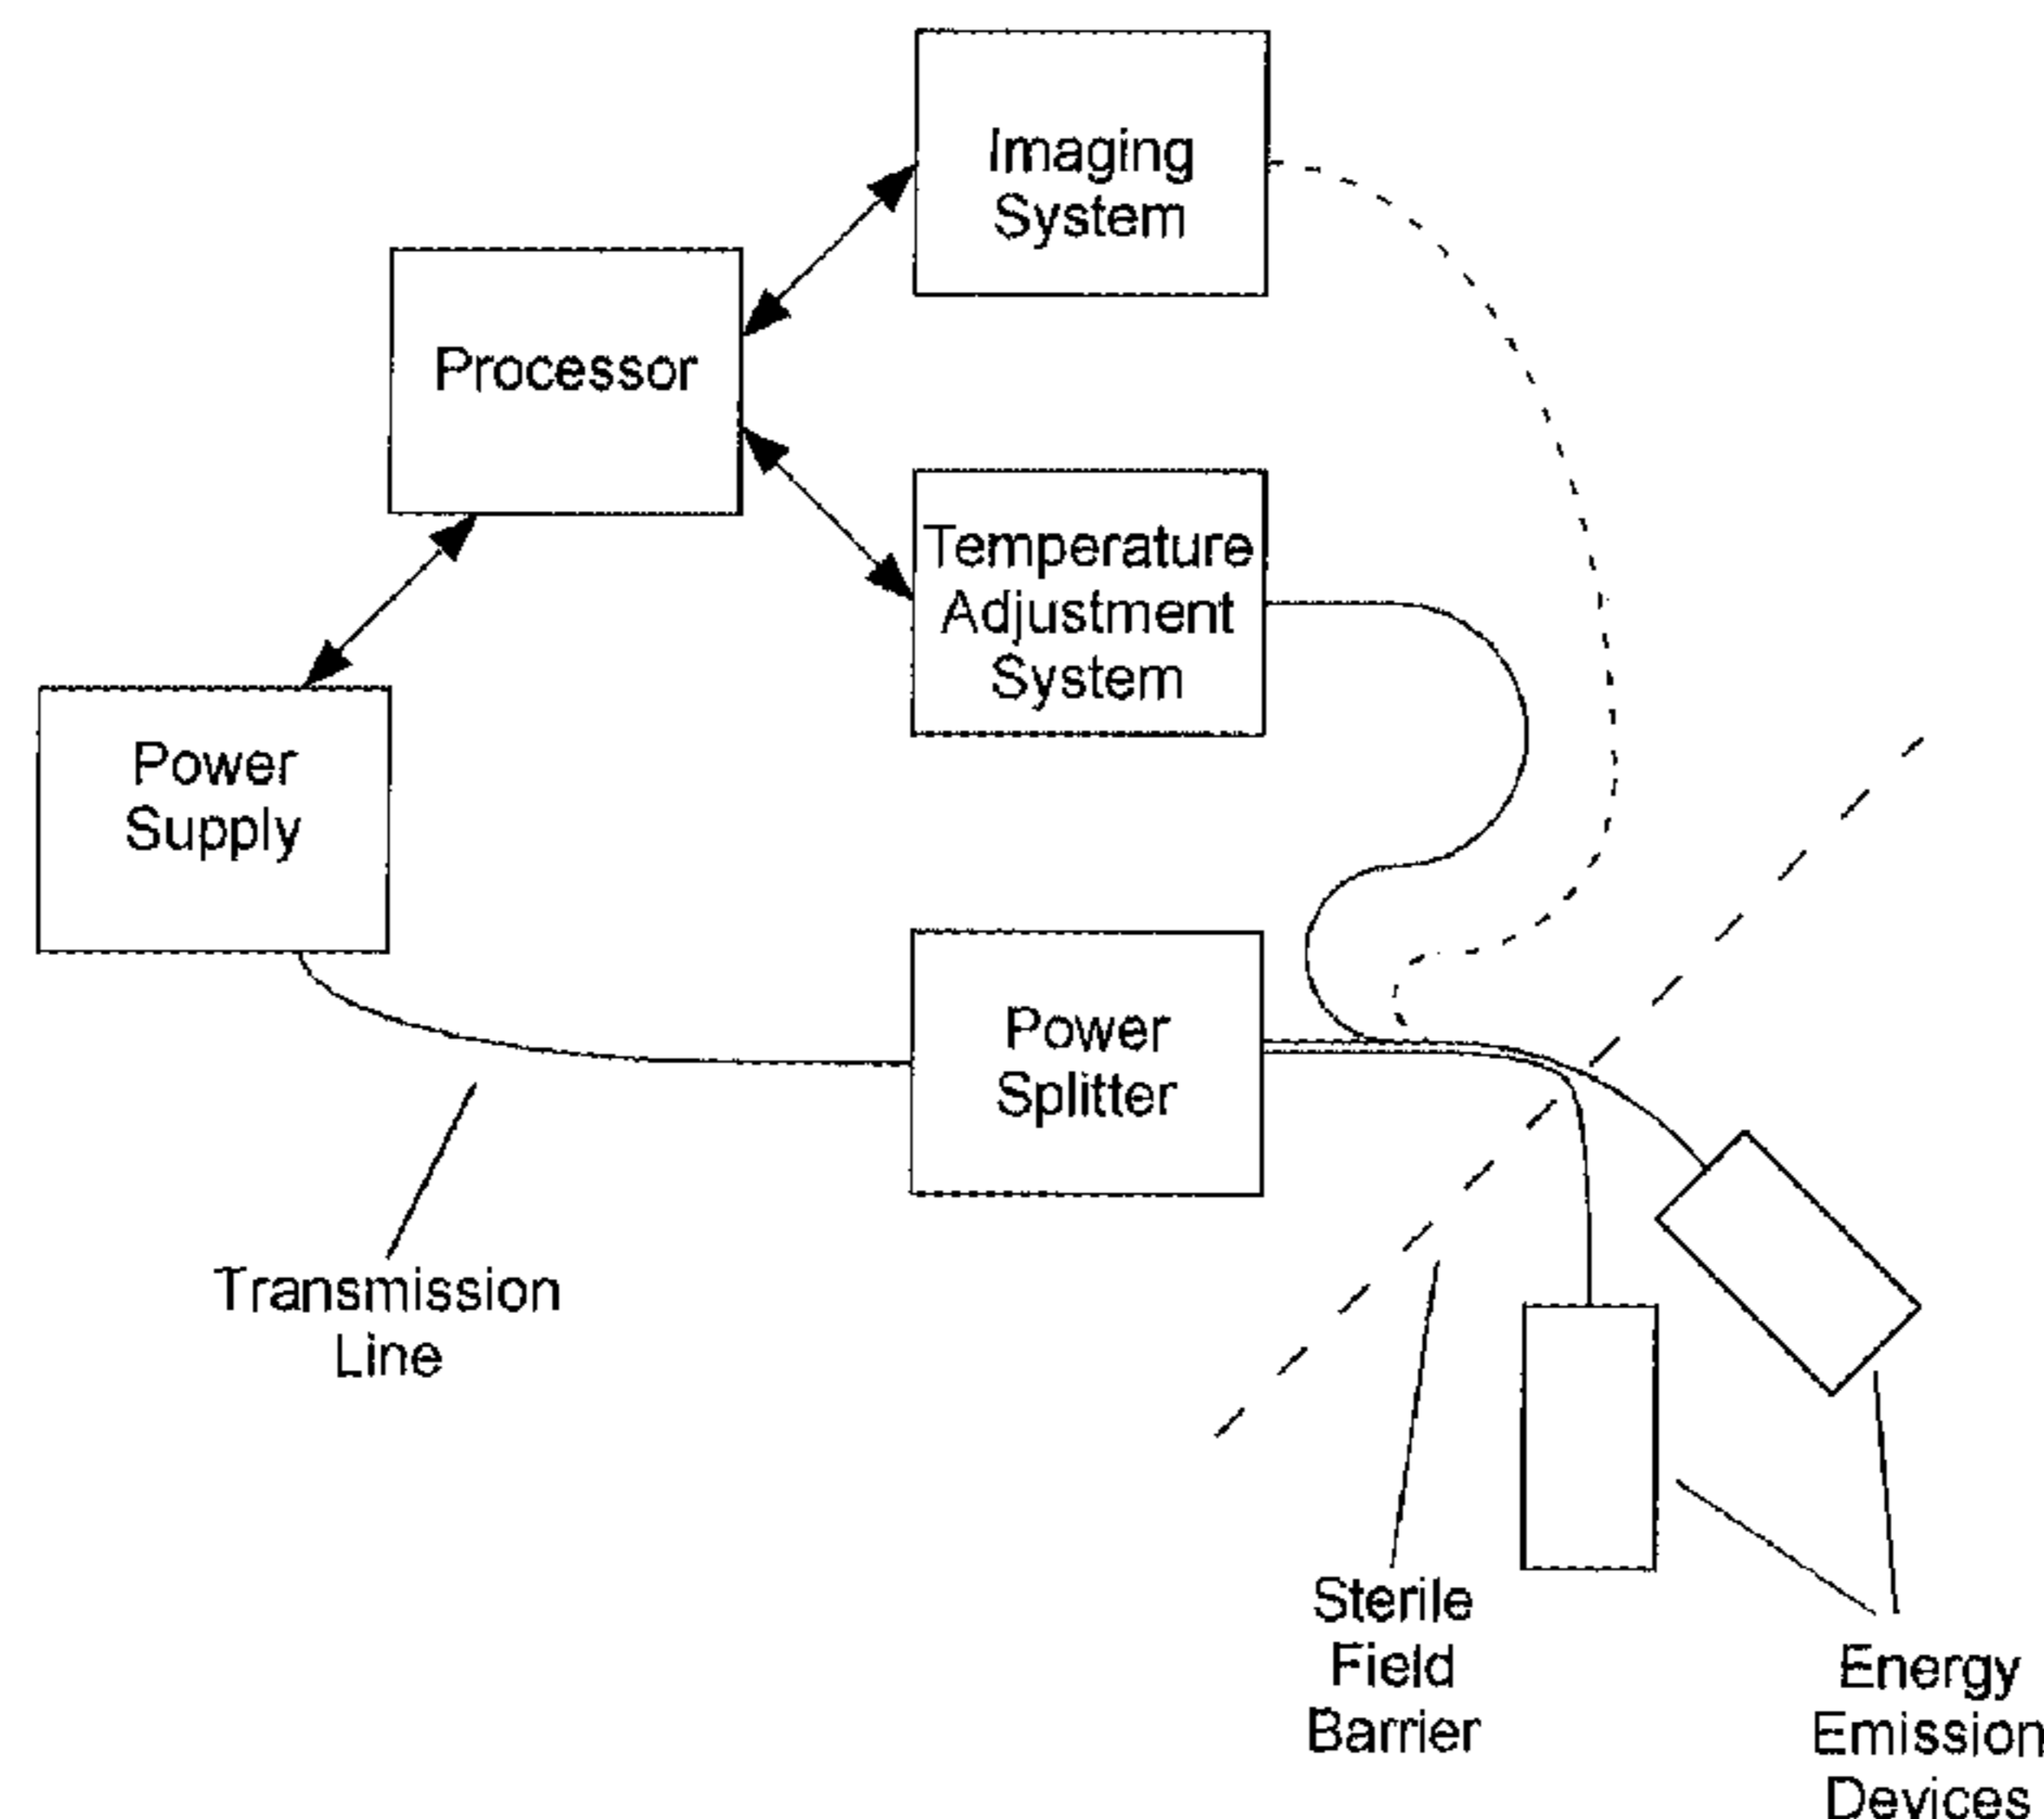 Imaging
System
Processor
Temperature
Adjustment
System
Power
Supply
Power
Splitter
Transmission
Line
Sterile
Field
Barrier
Energy
Emission
Devices